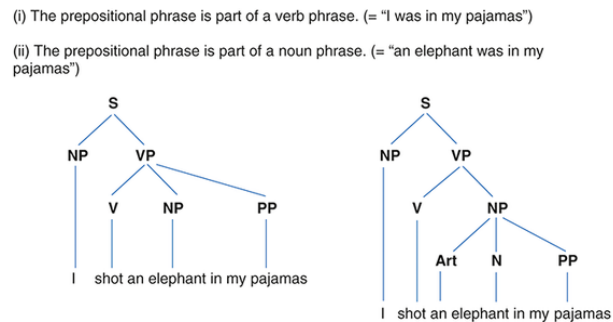 (i) The prepositional phrase is part of a verb phrase. (= “I was in my pajamas”)
(ii) The prepositional phrase is part of a noun phrase. (= “an elephant was in my
pajamas”)
S
NP VP
V NP PP
I shot an elephant in my pajamas
S
NP VP
V NP
Art N PP
I shot an elephant in my pajamas